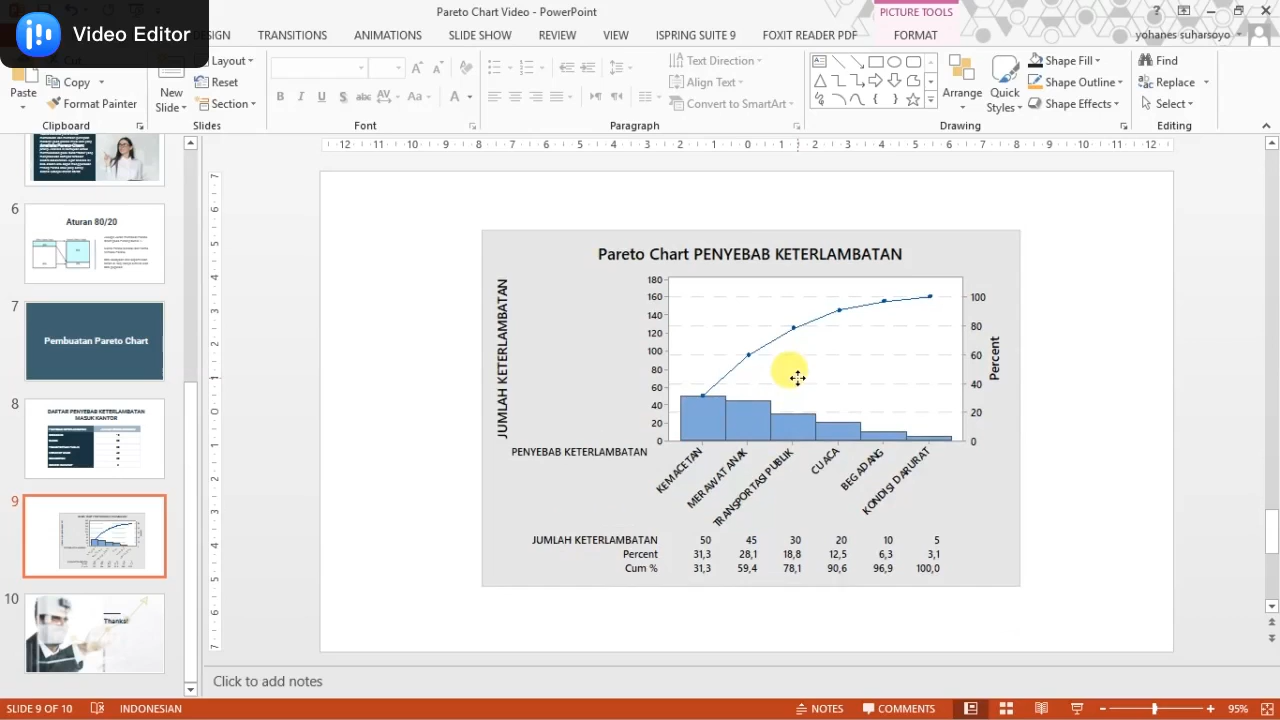 Video Editor
Pareto Chart Video - PowerPoint
PICTURE TOOLS
DESIGN TRANSITIONS ANIMATIONS SLIDE SHOW REVIEW VIEW ISPRING SUITE 9 FOXIT READER PDF FORMAT
yohanes suharsoyo
Paste
Copy
Format Painter
Clipboard
New Slide
Layout
Reset
Section
Slides
Font
Text Direction
Align Text
Convert to SmartArt
Paragraph
Arrange
Quick Styles
Shape Fill
Shape Outline
Shape Effects
Drawing
Find
Replace
Select
Editing
6
Aturan 80/20
7
Pembuatan Pareto Chart
8
DAFTAR PENYEBAB KETERLAMBATAN
MASUK KANTOR
9
10
Thanks!
Pareto Chart PENYEBAB KETERLAMBATAN
JUMLAH KETERLAMBATAN
180
160
140
120
100
80
60
40
20
0
100
80
60
40
20
0
Percent
PENYEBAB KETERLAMBATAN
KEMACETAN
MERAWAT ANAK
TRANSPORTASI PUBLIK
CUACA
BEGADANG
KONDISI DARURAT
JUMLAH KETERLAMBATAN 50 45 30 20 10 5
Percent 31,3 28,1 18,8 12,5 6,3 3,1
Cum % 31,3 59,4 78,1 90,6 96,9 100,0
Click to add notes
SLIDE 9 OF 10 INDONESIAN NOTES COMMENTS 95%